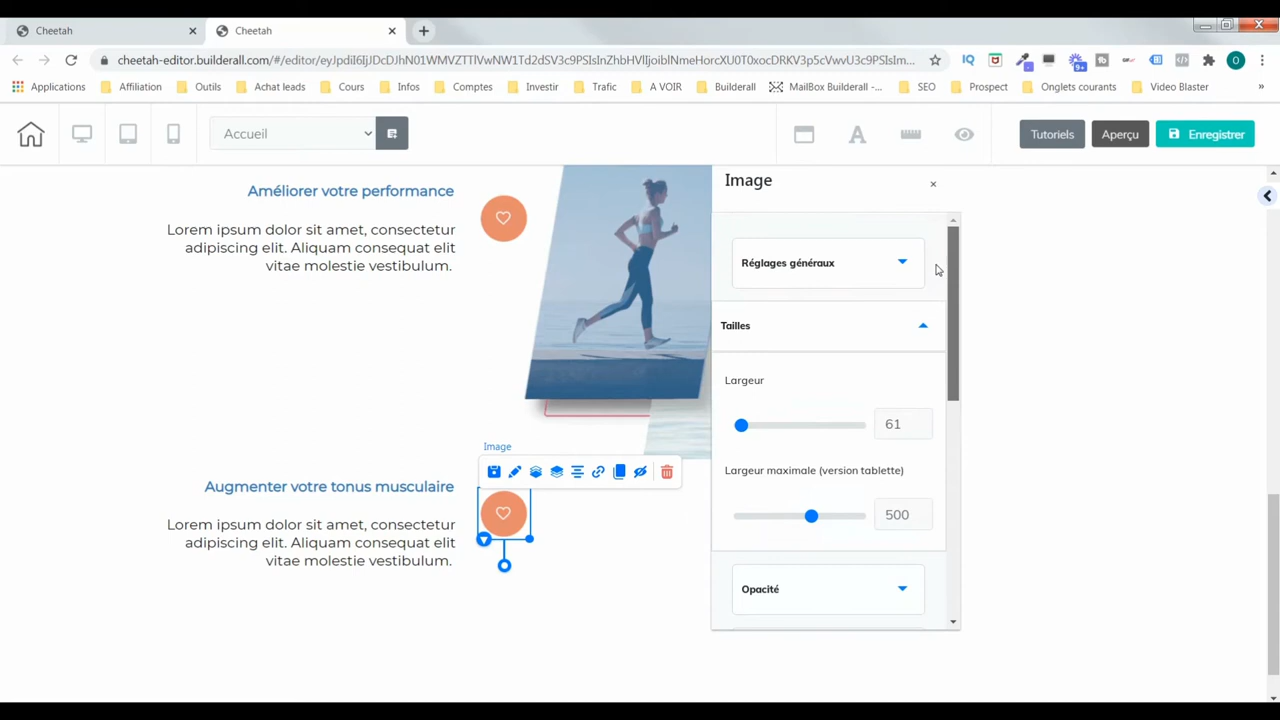 Cheetah
Cheetah
cheetah-editor.builderall.com/#/editor/
Applications
Affiliation
Outils
Achat leads
Cours
Infos
Comptes
Investir
Trafic
A VOIR
Builderall
MailBox Builderall -...
SEO
Prospect
Onglets courants
Video Blaster
»
Accueil
Tutoriels
Aperçu
Enregistrer
Améliorer votre performance
Lorem ipsum dolor sit amet, consectetur
adipiscing elit. Aliquam consequat elit
vitae molestie vestibulum.
Image
Réglages généraux
Tailles
Largeur
61
Largeur maximale (version tablette)
500
Opacité
Image
Augmenter votre tonus musculaire
Lorem ipsum dolor sit amet, consectetur
adipiscing elit. Aliquam consequat elit
vitae molestie vestibulum.